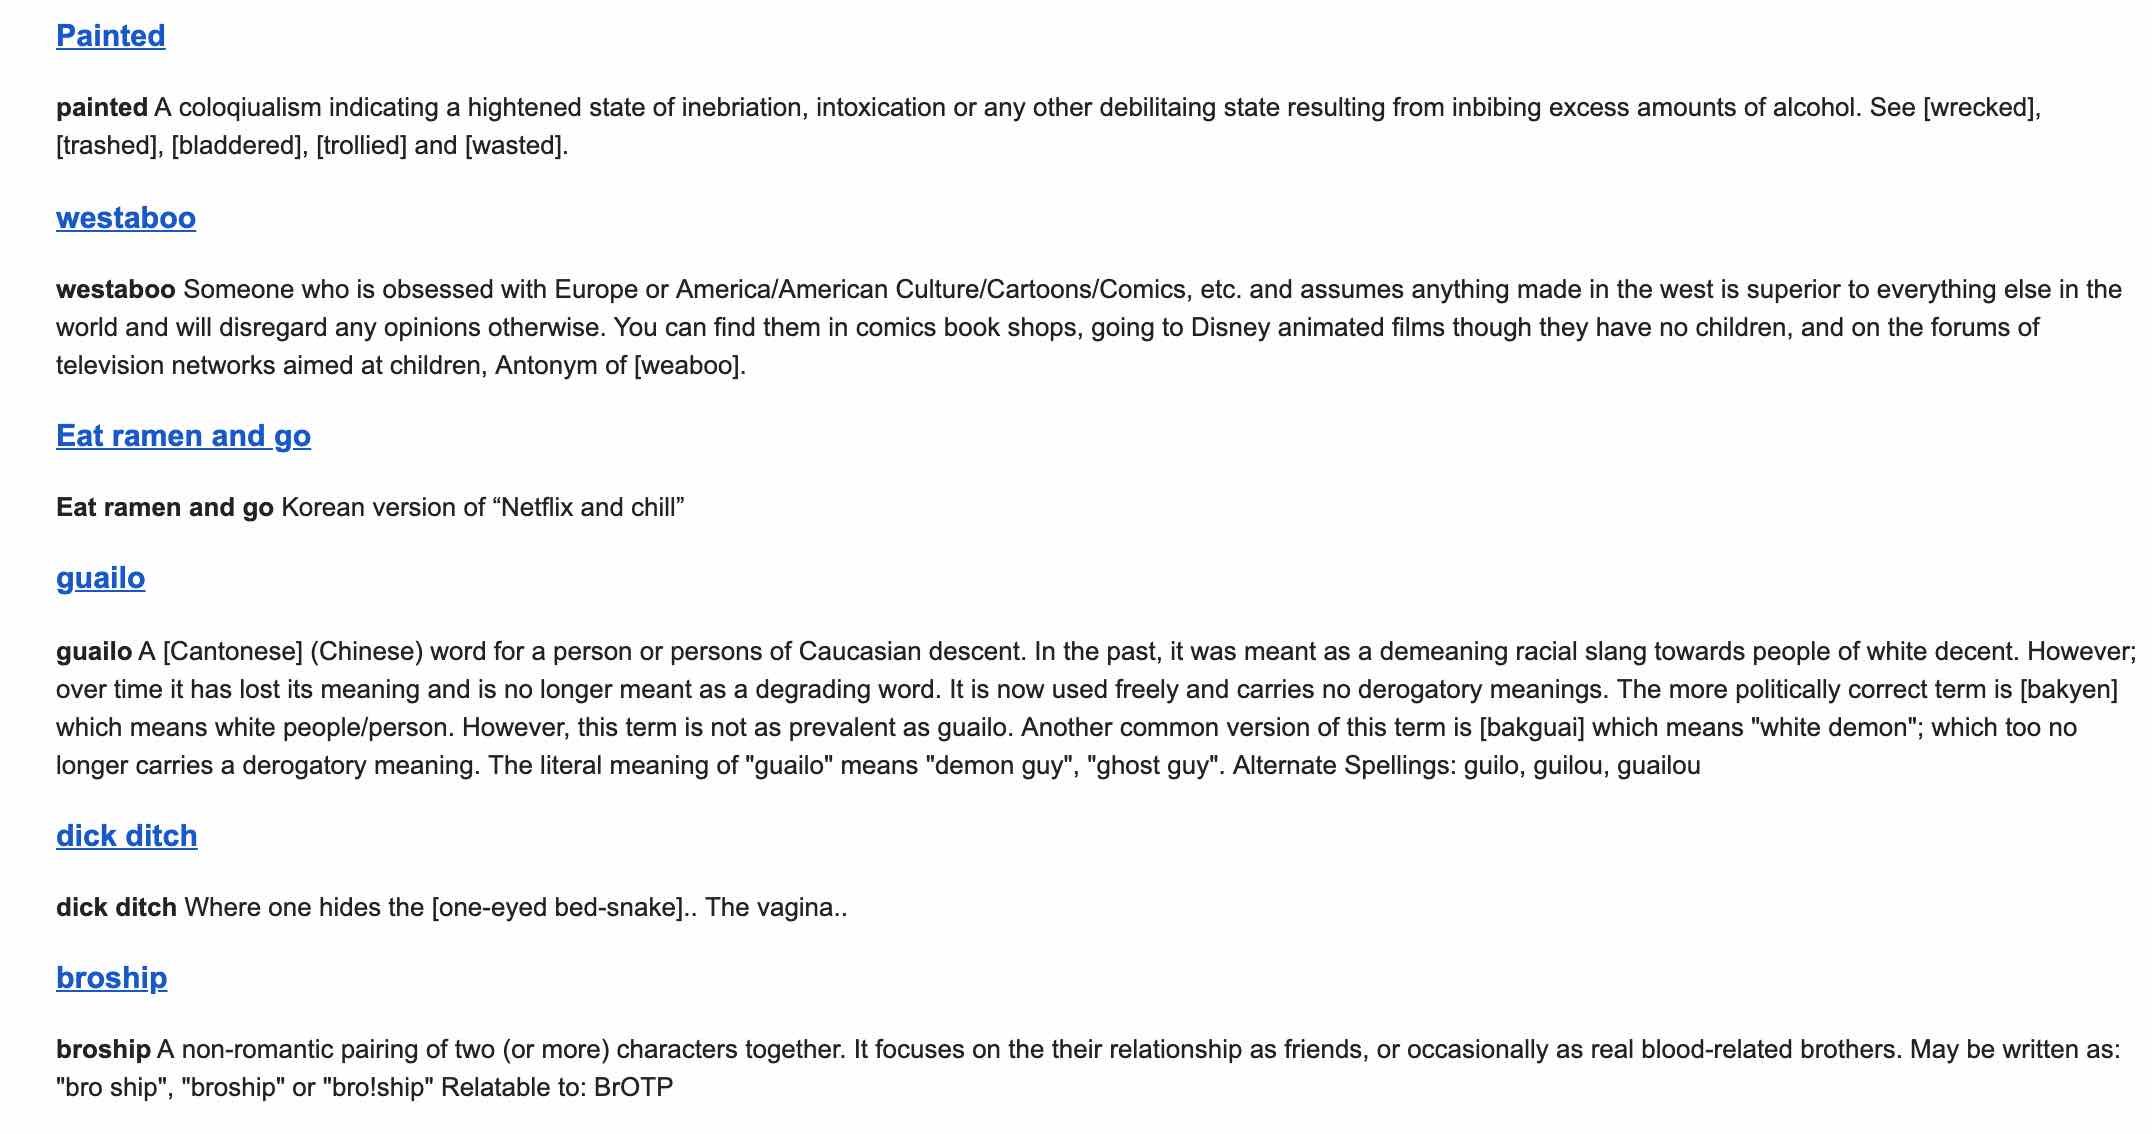 Painted
painted A coloqiualism indicating a hightened state of inebriation, intoxication or any other debilitaing state resulting from inbibing excess amounts of alcohol. See [wrecked],
[trashed], [bladdered], [trollied] and [wasted].
westaboo
westaboo Someone who is obsessed with Europe or America/American Culture/Cartoons/Comics, etc. and assumes anything made in the west is superior to everything else in the
world and will disregard any opinions otherwise. You can find them in comics book shops, going to Disney animated films though they have no children, and on the forums of
television networks aimed at children, Antonym of [weaboo].
Eat ramen and go
Eat ramen and go Korean version of “Netflix and chill”
guailo
guailo A [Cantonese] (Chinese) word for a person or persons of Caucasian descent. In the past, it was meant as a demeaning racial slang towards people of white decent. However;
over time it has lost its meaning and is no longer meant as a degrading word. It is now used freely and carries no derogatory meanings. The more politically correct term is [bakyen]
which means white people/person. However, this term is not as prevalent as guailo. Another common version of this term is [bakguai] which means "white demon"; which too no
longer carries a derogatory meaning. The literal meaning of "guailo" means "demon guy", "ghost guy". Alternate Spellings: guilo, guilou, guailou
dick ditch
dick ditch Where one hides the [one-eyed bed-snake].. The vagina..
broship
broship A non-romantic pairing of two (or more) characters together. It focuses on the their relationship as friends, or occasionally as real blood-related brothers. May be written as:
"bro ship", "broship" or "bro!ship" Relatable to: BrOTP